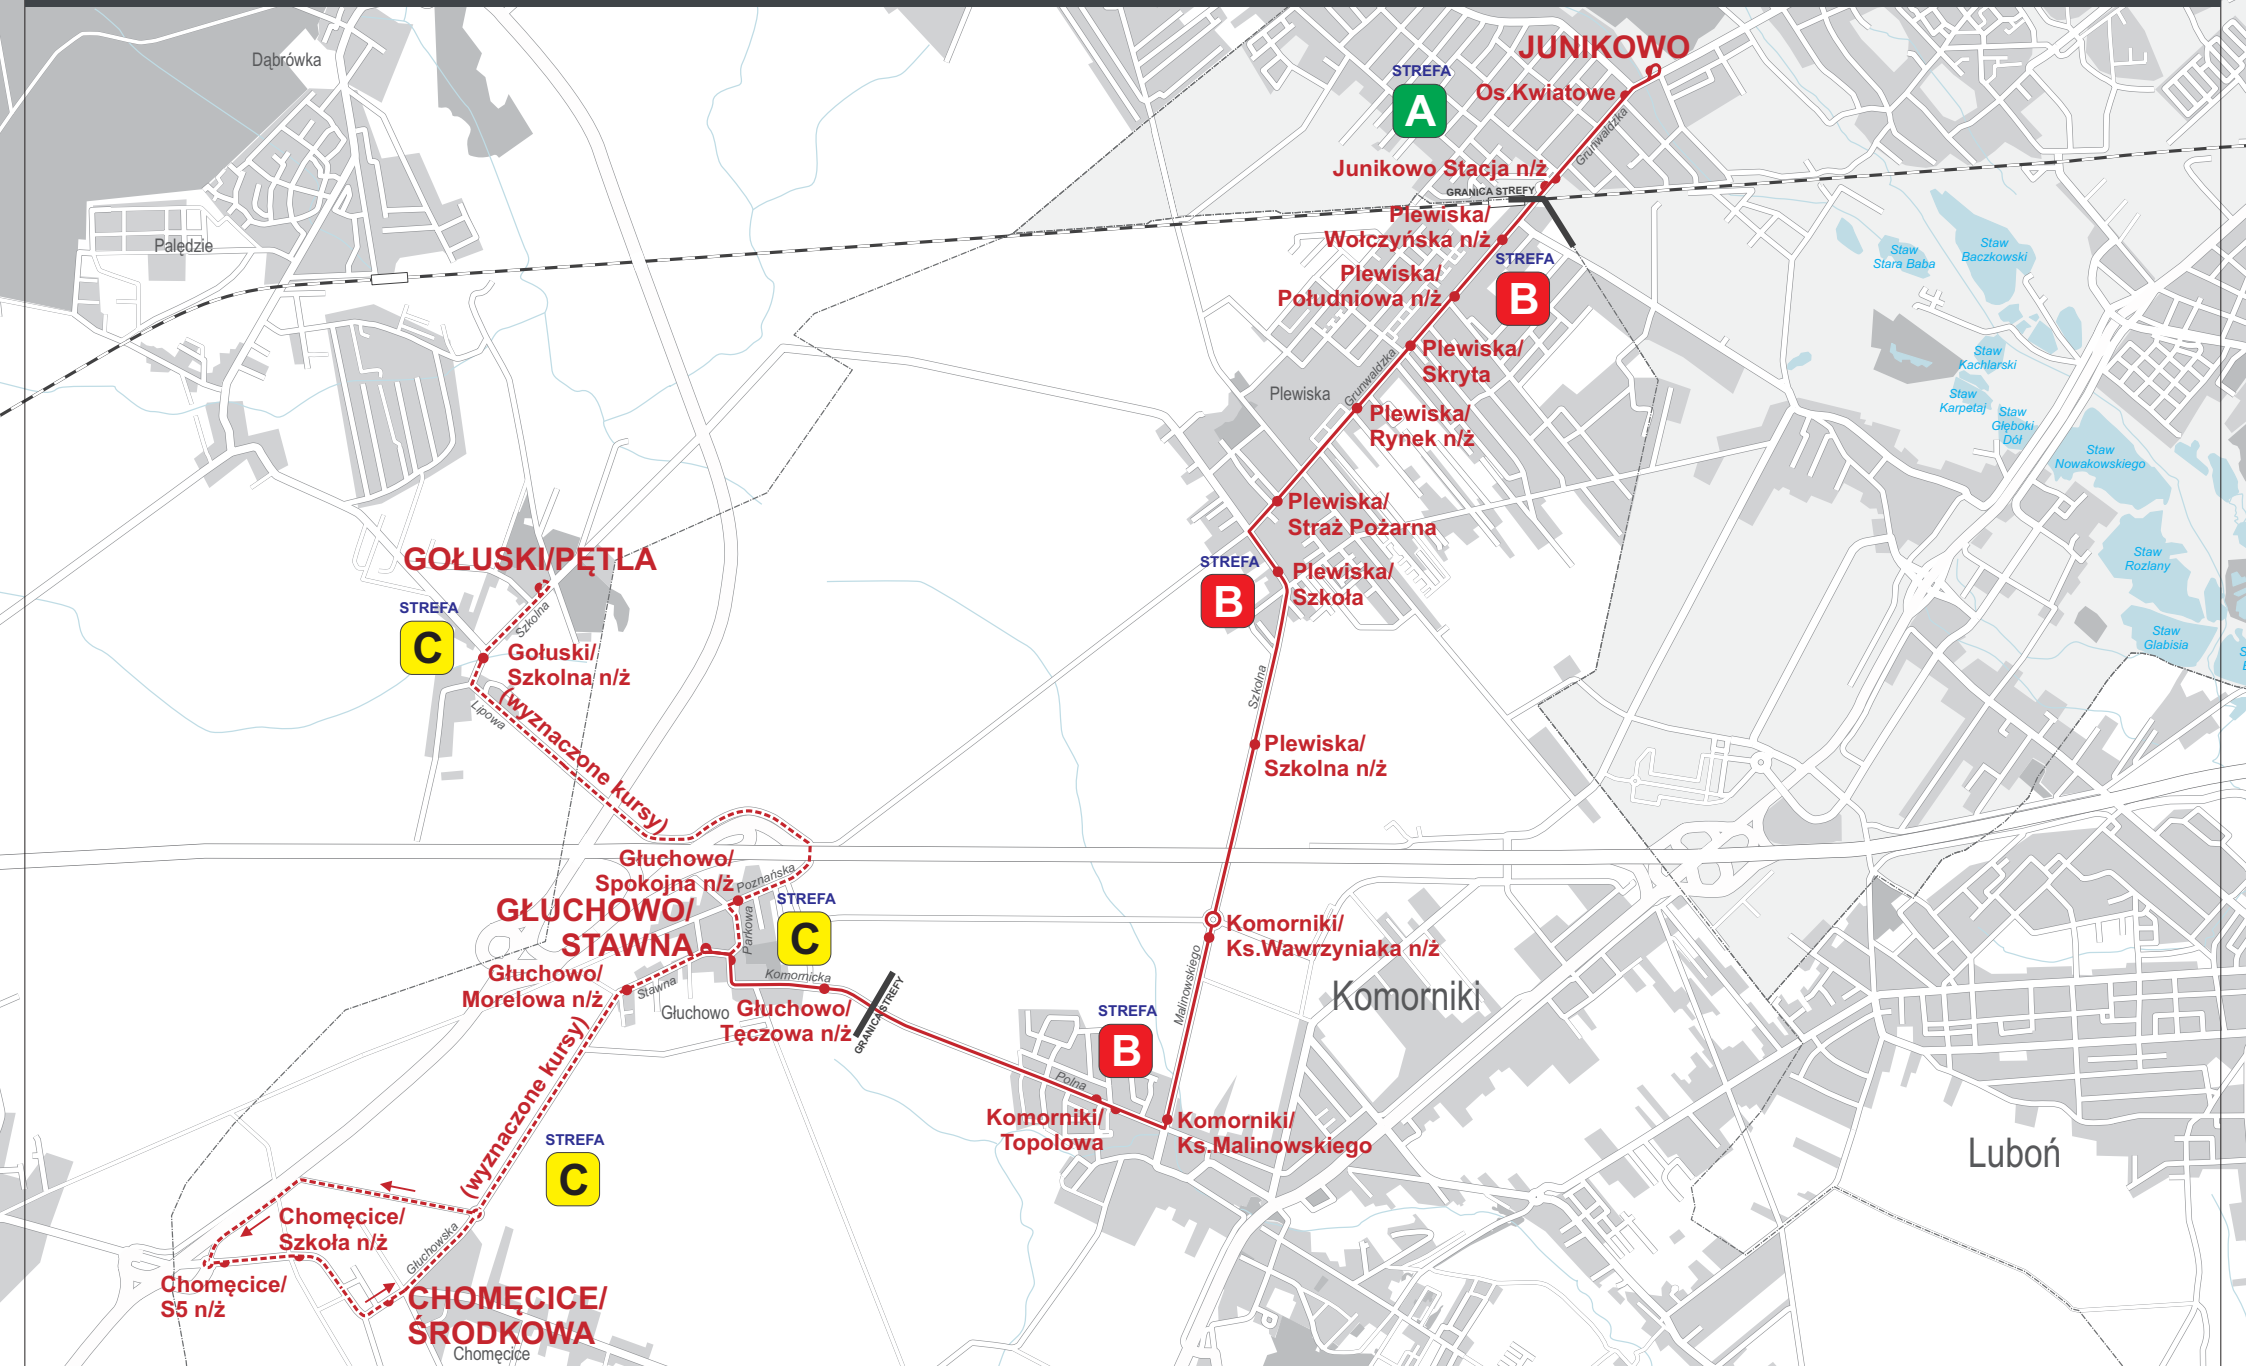 Dąbrówka
JUNIKOWO
STREFA
A
Os.Kwiatowe
Grunwaldzka
Junikowo Stacja n/ż
GRANICA STREFY
Plewiska/
Wołczyńska n/ż
STREFA
B
Palędzie
Staw
Stara Baba
Staw
Baczkowski
Plewiska/
Południowa n/ż
Plewiska/
Skryta
Grunwaldzka
Plewiska
Staw
Kachlarski
Staw
Karpetaj
Staw
Głęboki
Dół
Plewiska/
Rynek n/ż
Staw
Nowakowskiego
Plewiska/
Straż Pożarna
GOŁUSKI/PĘTLA
STREFA
B
Plewiska/
Szkoła
Staw
Rozlany
STREFA
C
Szkolna
Gołuski/
Szkolna n/ż
Staw
Glabisia
Lipowa
(wyznaczone kursy)
Szkolna
Plewiska/
Szkolna n/ż
Głuchowo/
Spokojna n/ż
Poznańska
STREFA
C
GŁUCHOWO/
STAWNA
Parkowa
Komorniki/
Ks.Wawrzyniaka n/ż
Malinowskiego
Głuchowo/
Morelowa n/ż
Stawna
Komornicka
Głuchowo
Głuchowo/
Tęczowa n/ż
GRANICA STREFY
Komorniki
STREFA
B
Polna
Komorniki/
Topolowa
Komorniki/
Ks.Malinowskiego
(wyznaczone kursy)
STREFA
C
Luboń
Chomęcice/
Szkoła n/ż
Głuchowska
Chomęcice/
S5 n/ż
CHOMĘCICE/
ŚRODKOWA
Chomęcice